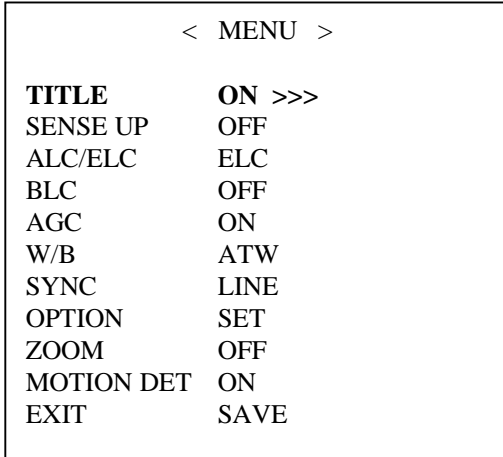 < MENU >
TITLE ON >>>
SENSE UP OFF
ALC/ELC ELC
BLC OFF
AGC ON
W/B ATW
SYNC LINE
OPTION SET
ZOOM OFF
MOTION DET ON
EXIT SAVE